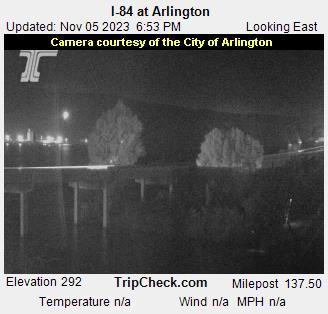 I-84 at Arlington
Updated: Nov 05 2023 6:53 PM Looking East
Camera courtesy of the City of Arlington
Elevation 292 TripCheck.com Milepost 137.50
Temperature n/a Wind n/a MPH n/a